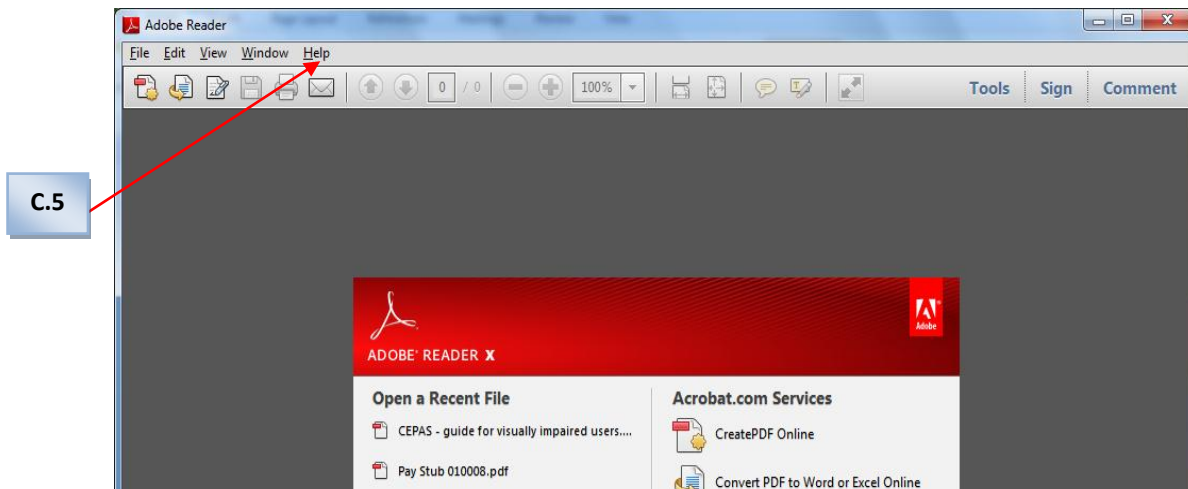 Adobe Reader
File Edit View Window Help
0 / 0 100% Tools Sign Comment
C.5
Adobe
ADOBE® READER X
Open a Recent File Acrobat.com Services
CEPAS - guide for visually impaired users.... CreatePDF Online
Pay Stub 010008.pdf Convert PDF to Word or Excel Online